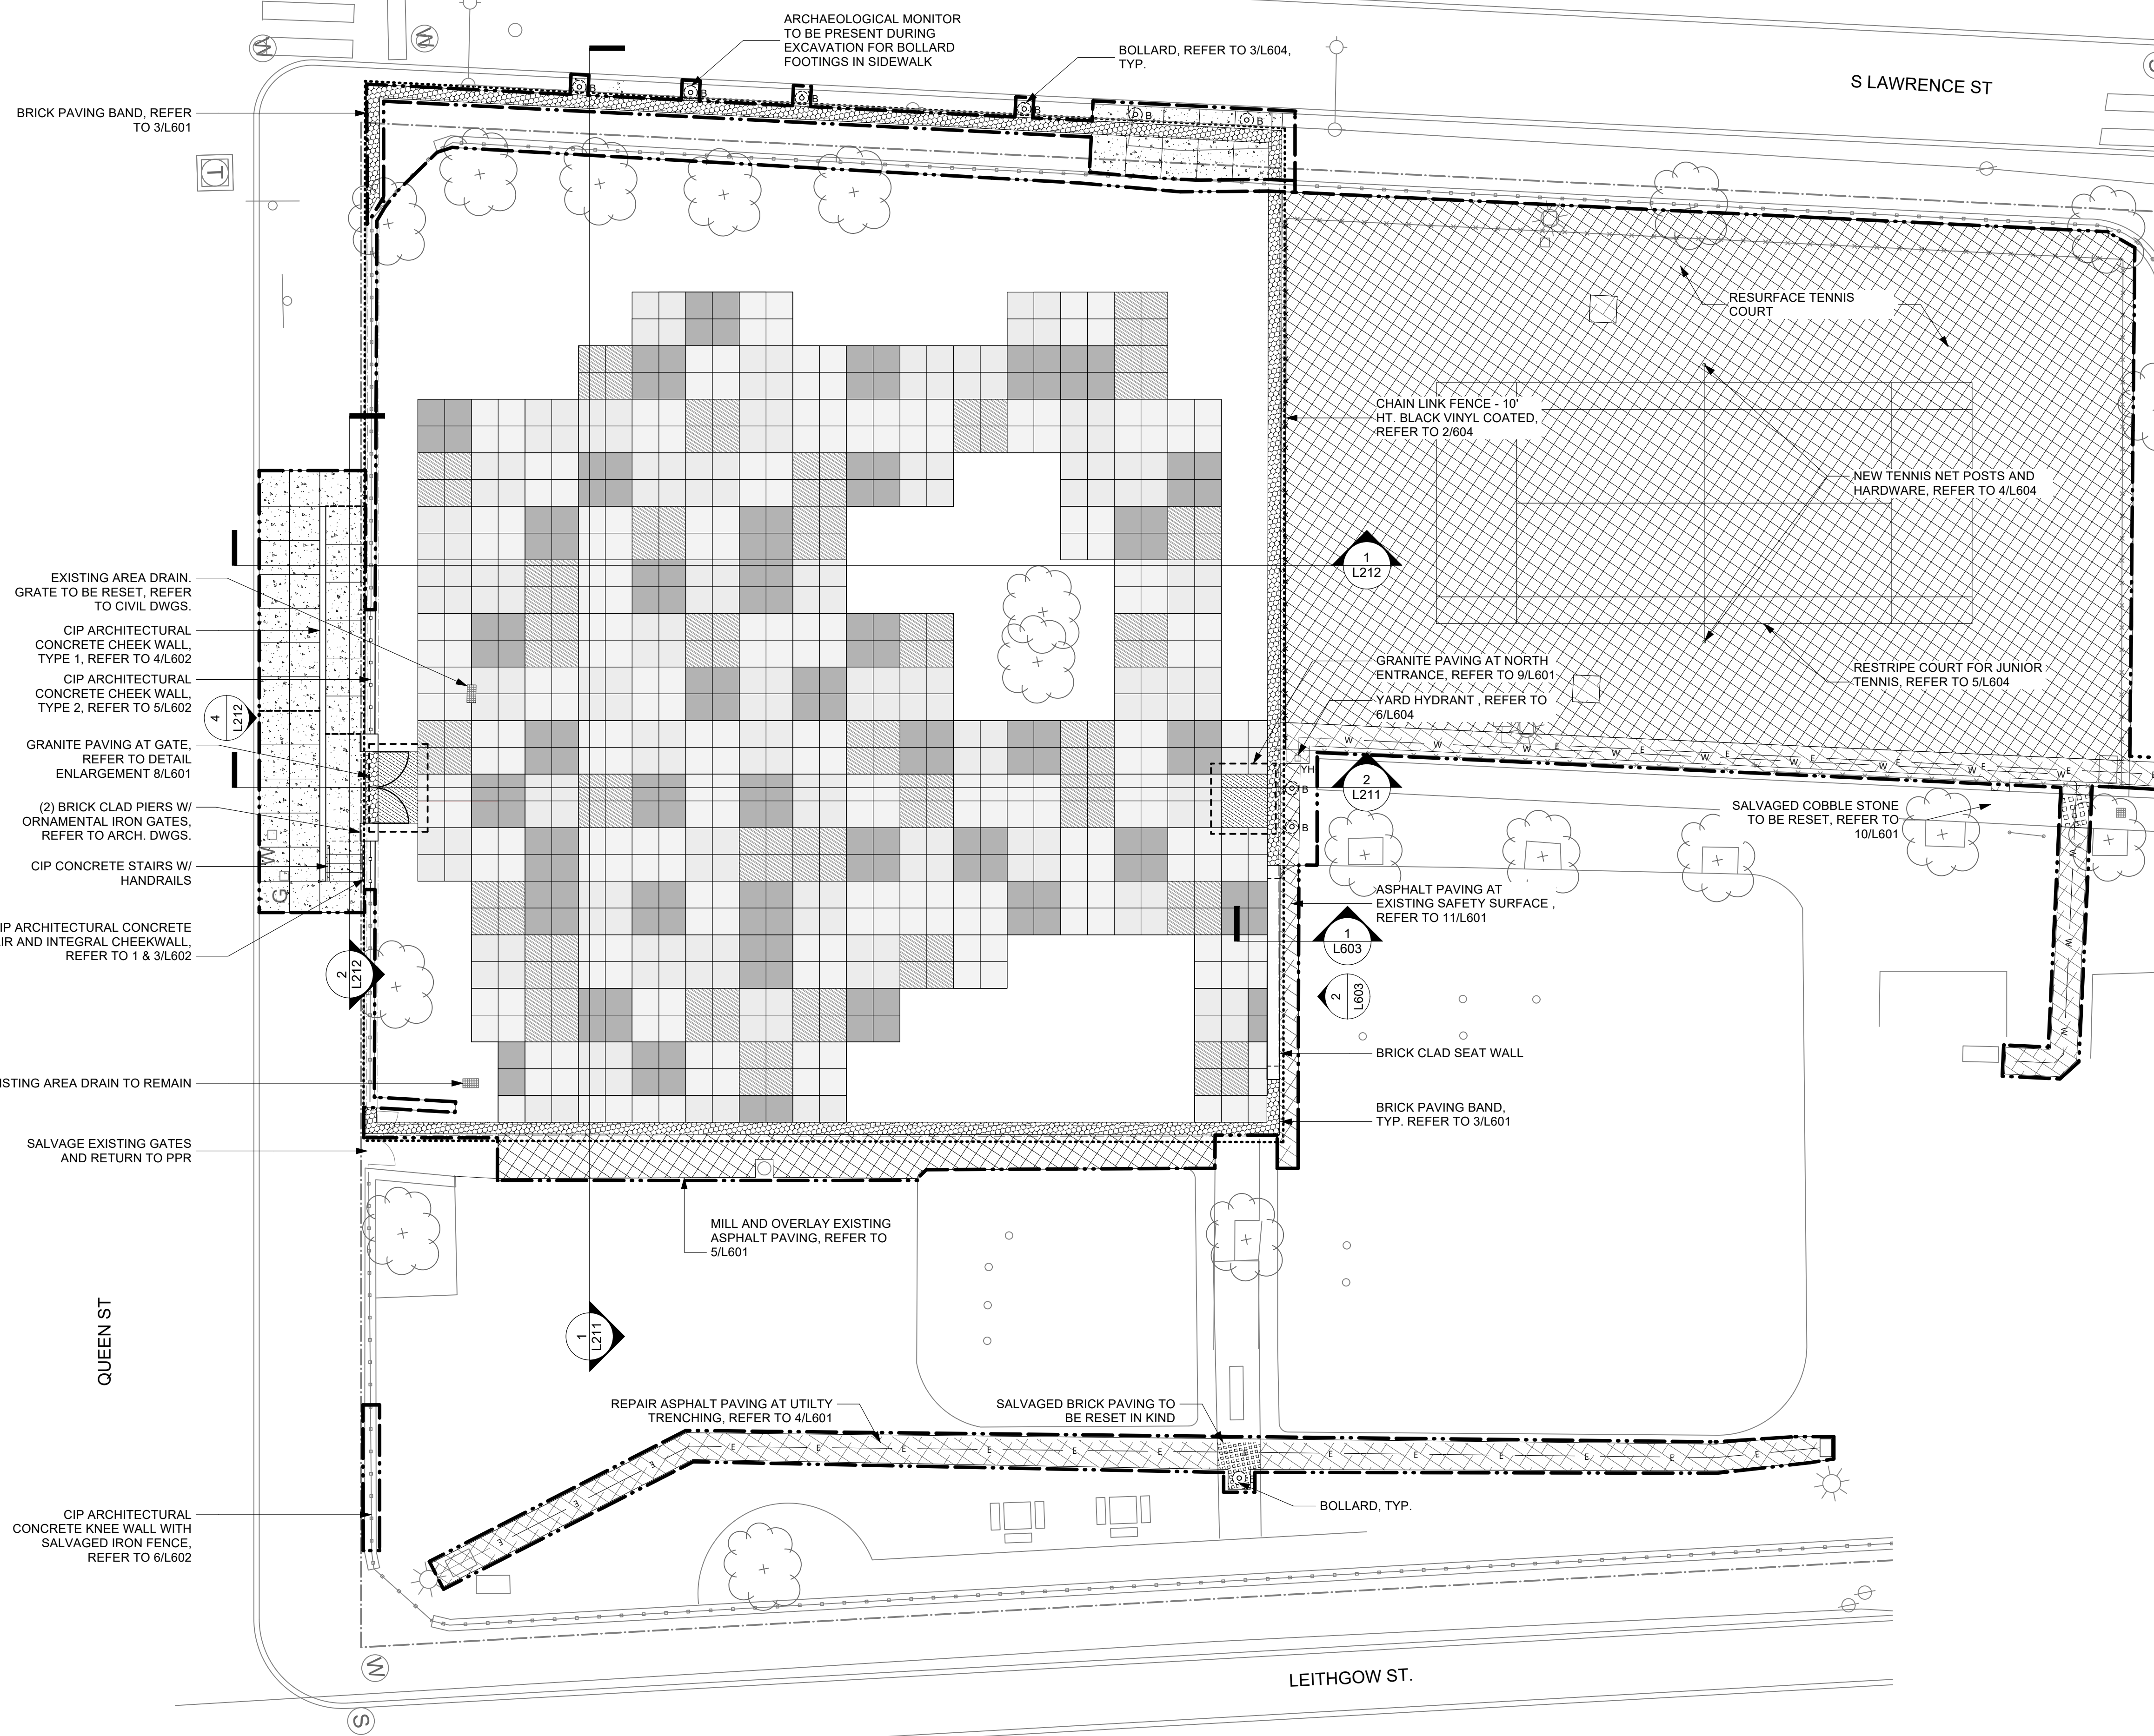 ARCHAEOLOGICAL MONITOR
TO BE PRESENT DURING
EXCAVATION FOR BOLLARD
FOOTINGS IN SIDEWALK
BOLLARD, REFER TO 3/L604,
TYP.
S LAWRENCE ST
BRICK PAVING BAND, REFER
TO 3/L601
W
W
T
B
B
B
B
B
B
RESURFACE TENNIS
COURT
CHAIN LINK FENCE - 10'
HT. BLACK VINYL COATED,
REFER TO 2/604
NEW TENNIS NET POSTS AND
HARDWARE, REFER TO 4/L604
1
L212
EXISTING AREA DRAIN.
GRATE TO BE RESET, REFER
TO CIVIL DWGS.
CIP ARCHITECTURAL
CONCRETE CHEEK WALL,
TYPE 1, REFER TO 4/L602
CIP ARCHITECTURAL
CONCRETE CHEEK WALL,
TYPE 2, REFER TO 5/L602
4
L212
GRANITE PAVING AT NORTH
ENTRANCE, REFER TO 9/L601
YARD HYDRANT , REFER TO
6/L604
RESTRIPE COURT FOR JUNIOR
TENNIS, REFER TO 5/L604
GRANITE PAVING AT GATE,
REFER TO DETAIL
ENLARGEMENT 8/L601
W W W E W E W E W E W E W E W E
YH
B
B
2
L211
(2) BRICK CLAD PIERS W/
ORNAMENTAL IRON GATES,
REFER TO ARCH. DWGS.
SALVAGED COBBLE STONE
TO BE RESET, REFER TO
10/L601
CIP CONCRETE STAIRS W/
HANDRAILS
W
G
ASPHALT PAVING AT
EXISTING SAFETY SURFACE ,
REFER TO 11/L601
IP ARCHITECTURAL CONCRETE
IR AND INTEGRAL CHEEKWALL,
REFER TO 1 & 3/L602
1
L603
2
L212
2
L603
W
W
W
BRICK CLAD SEAT WALL
ISTING AREA DRAIN TO REMAIN
BRICK PAVING BAND,
TYP. REFER TO 3/L601
SALVAGE EXISTING GATES
AND RETURN TO PPR
MILL AND OVERLAY EXISTING
ASPHALT PAVING, REFER TO
5/L601
QUEEN ST
1
L211
REPAIR ASPHALT PAVING AT UTILTY
TRENCHING, REFER TO 4/L601
SALVAGED BRICK PAVING TO
BE RESET IN KIND
E E E E E E E E E E E E
E
E
E
BOLLARD, TYP.
CIP ARCHITECTURAL
CONCRETE KNEE WALL WITH
SALVAGED IRON FENCE,
REFER TO 6/L602
LEITHGOW ST.
W
S